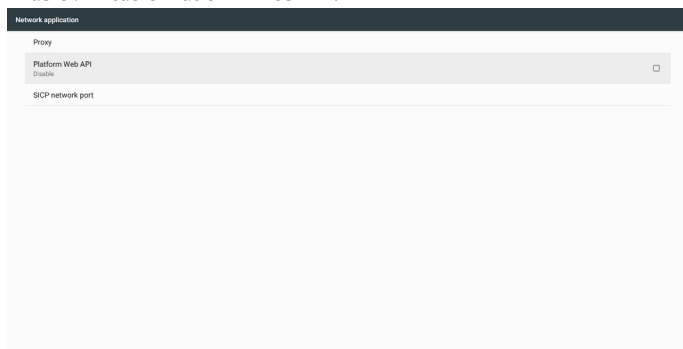 Network application
Proxy
Platform Web API
Disable
SICP network port